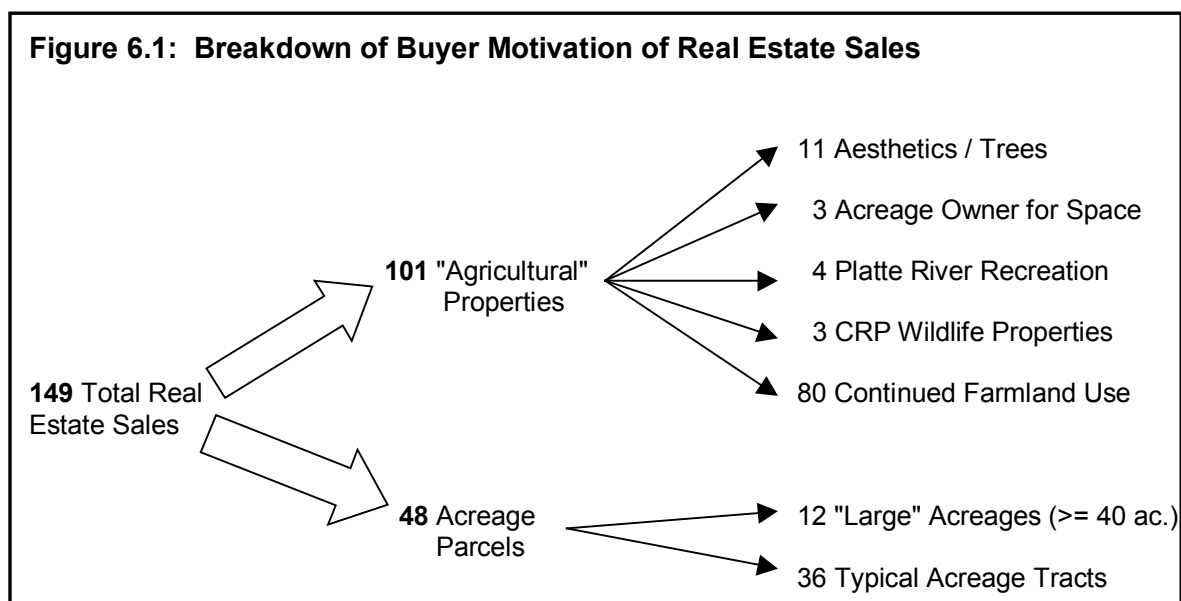 Figure 6.1: Breakdown of Buyer Motivation of Real Estate Sales
11 Aesthetics / Trees
3 Acreage Owner for Space
101 "Agricultural"
Properties
4 Platte River Recreation
3 CRP Wildlife Properties
80 Continued Farmland Use
149 Total Real
Estate Sales
48 Acreage
Parcels
12 "Large" Acreages (>= 40 ac.)
36 Typical Acreage Tracts